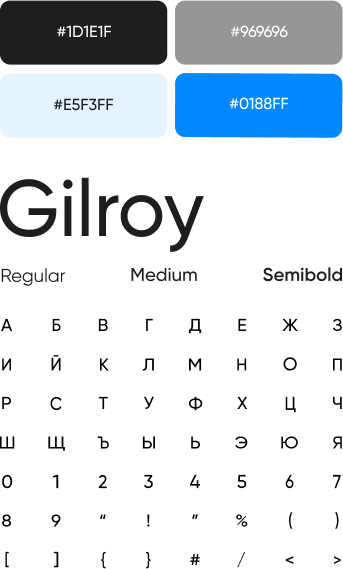 #1D1E1F #969696
#E5F3FF #0188FF
Gilroy
Regular Medium Semibold
А Б В Г Д Е Ж З
И Й К Л М Н О П
Р С Т У Ф Х Ц Ч
Ш Щ Ъ Ы Ь Э Ю Я
0 1 2 3 4 5 6 7
8 9 “ ! ” % ( )
[ ] { } # / < >